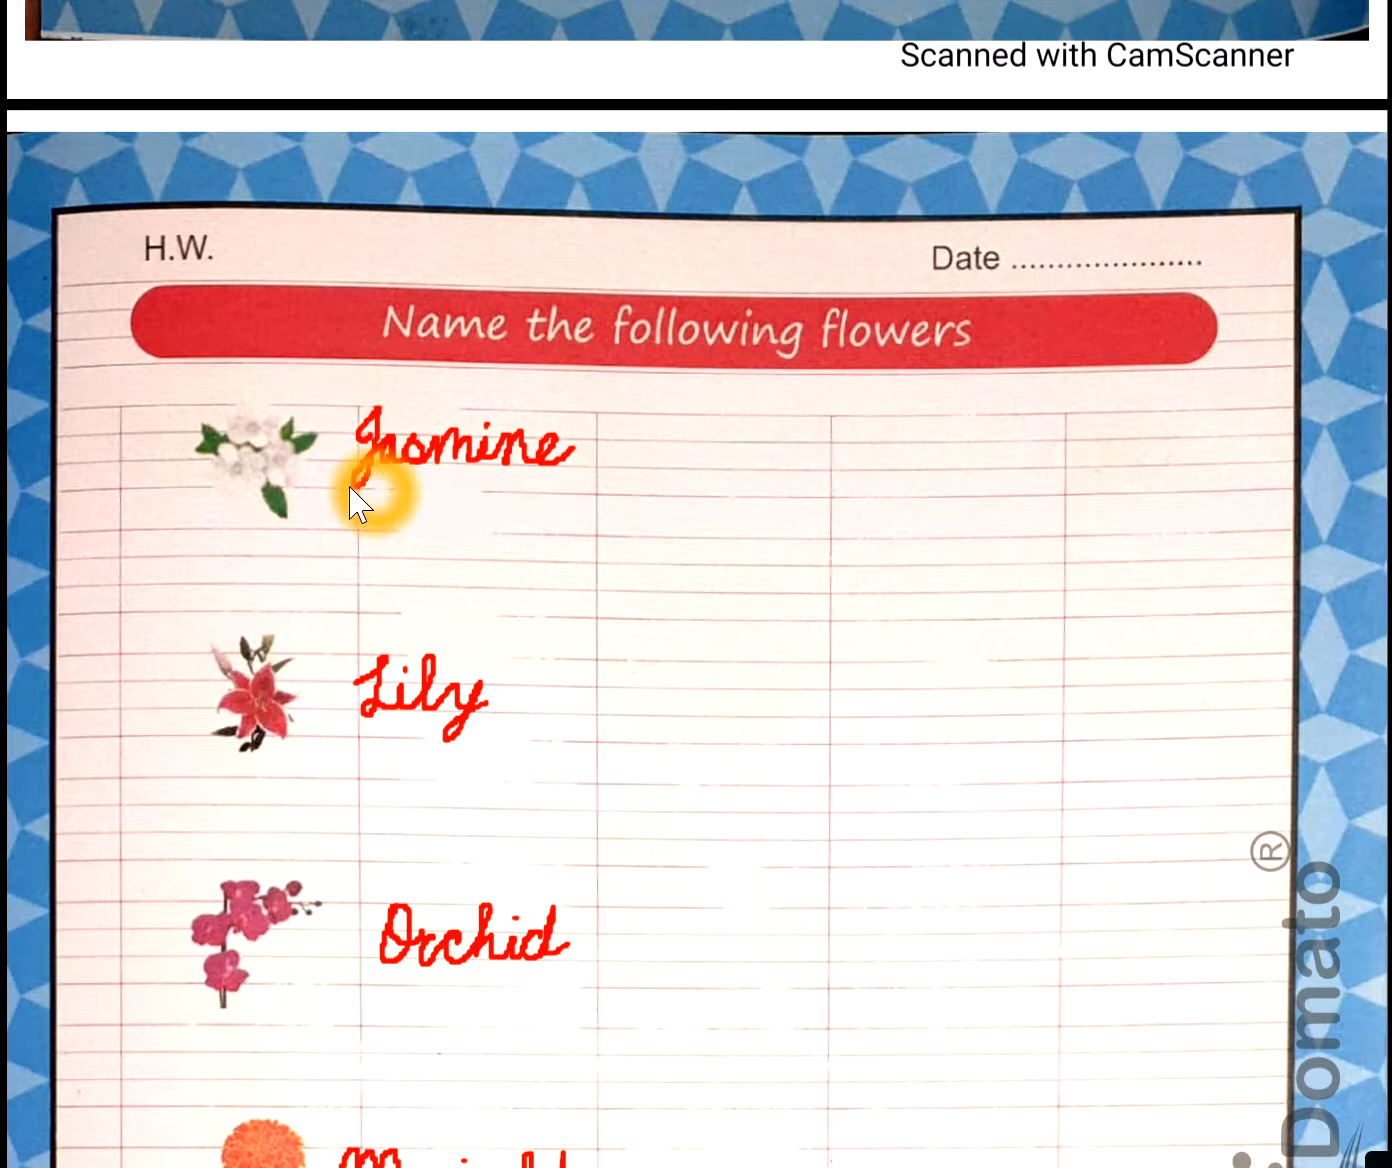 Scanned with CamScanner
H.W.
Date .....................
Name the following flowers
Jasmine
Lily
Orchid
Domato ®